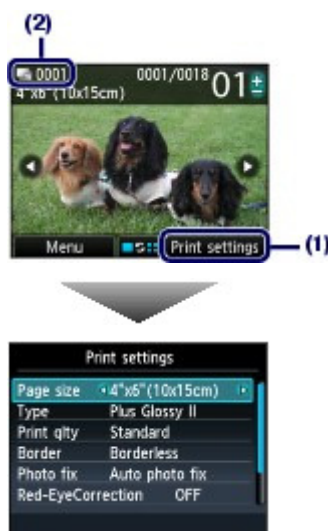 (2)
0001 0001/0018 01
4"x6"(10x15cm)
Menu Print settings (1)
Print settings
Page size 4"x6"(10x15cm)
Type Plus Glossy II
Print qlty Standard
Border Borderless
Photo fix Auto photo fix
Red-EyeCorrection OFF